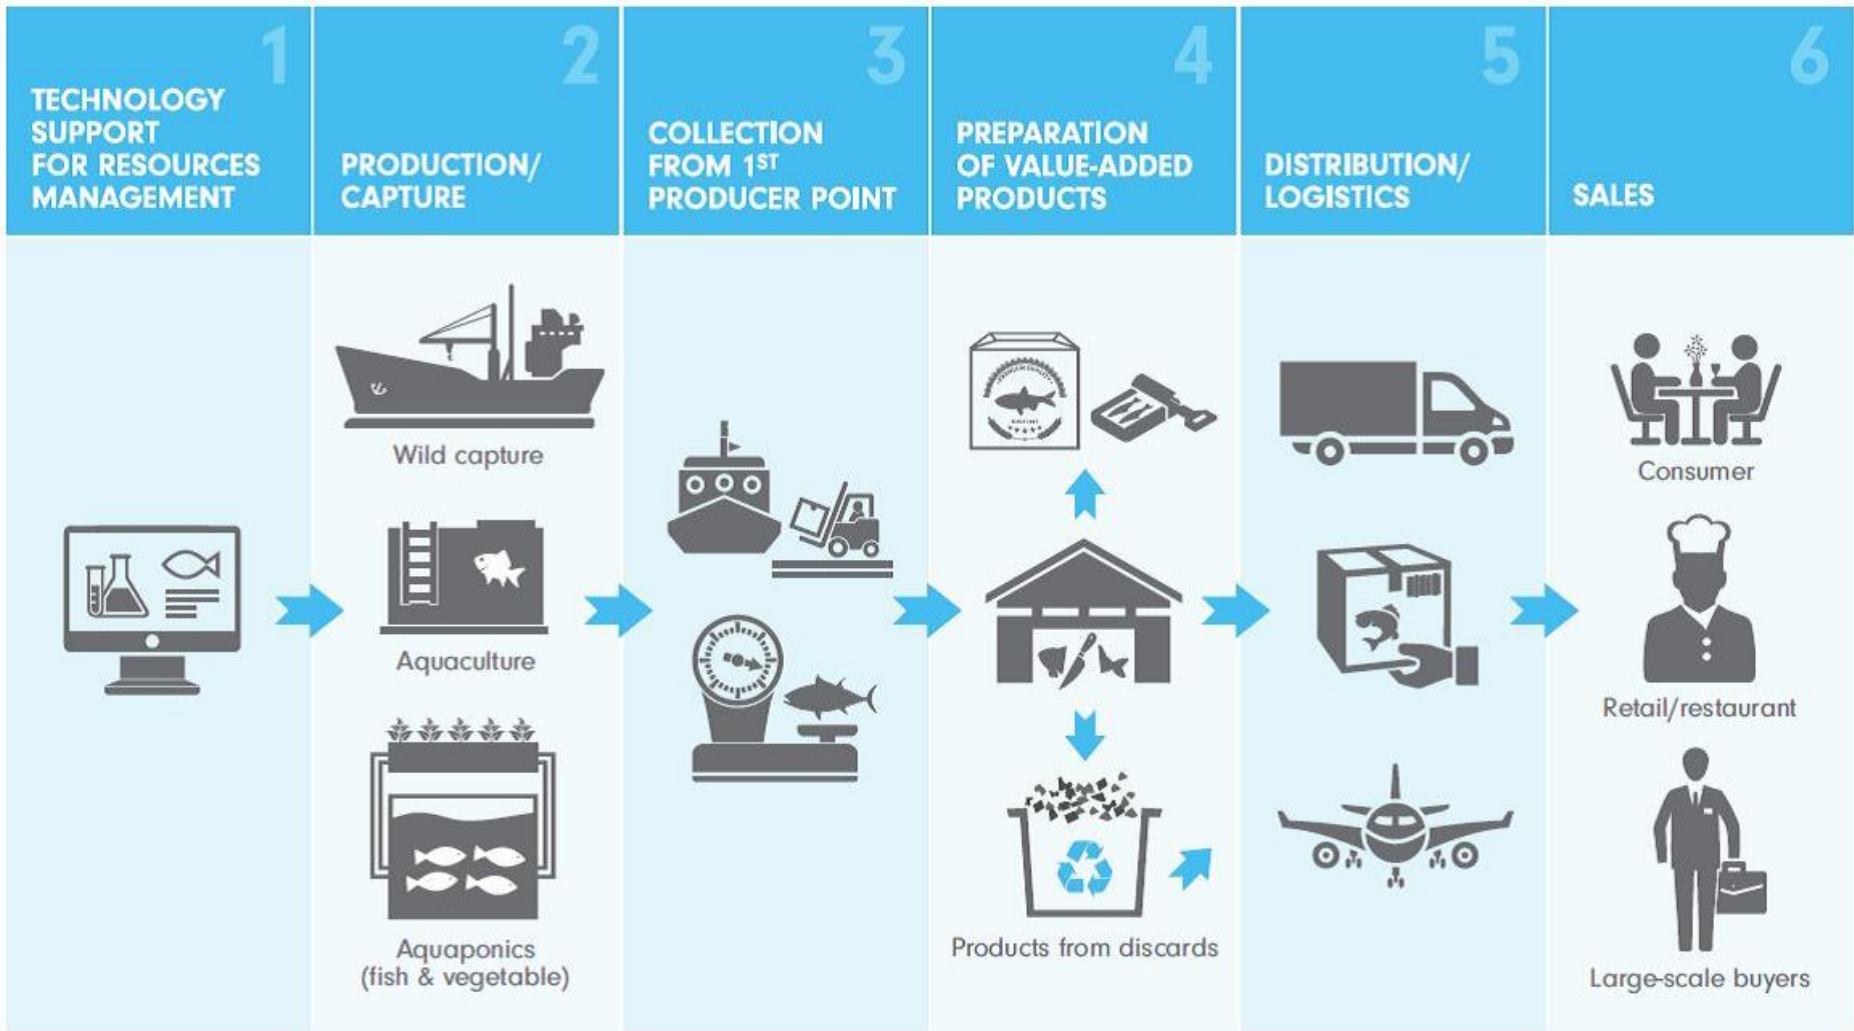 1
TECHNOLOGY
SUPPORT
FOR RESOURCES
MANAGEMENT
2
PRODUCTION/
CAPTURE
3
COLLECTION
FROM 1ST
PRODUCER POINT
4
PREPARATION
OF VALUE-ADDED
PRODUCTS
5
DISTRIBUTION/
LOGISTICS
6
SALES
Wild capture
Aquaculture
Aquaponics
(fish & vegetable)
PREMIUM QUALITY
Products from discards
Consumer
Retail/restaurant
Large-scale buyers